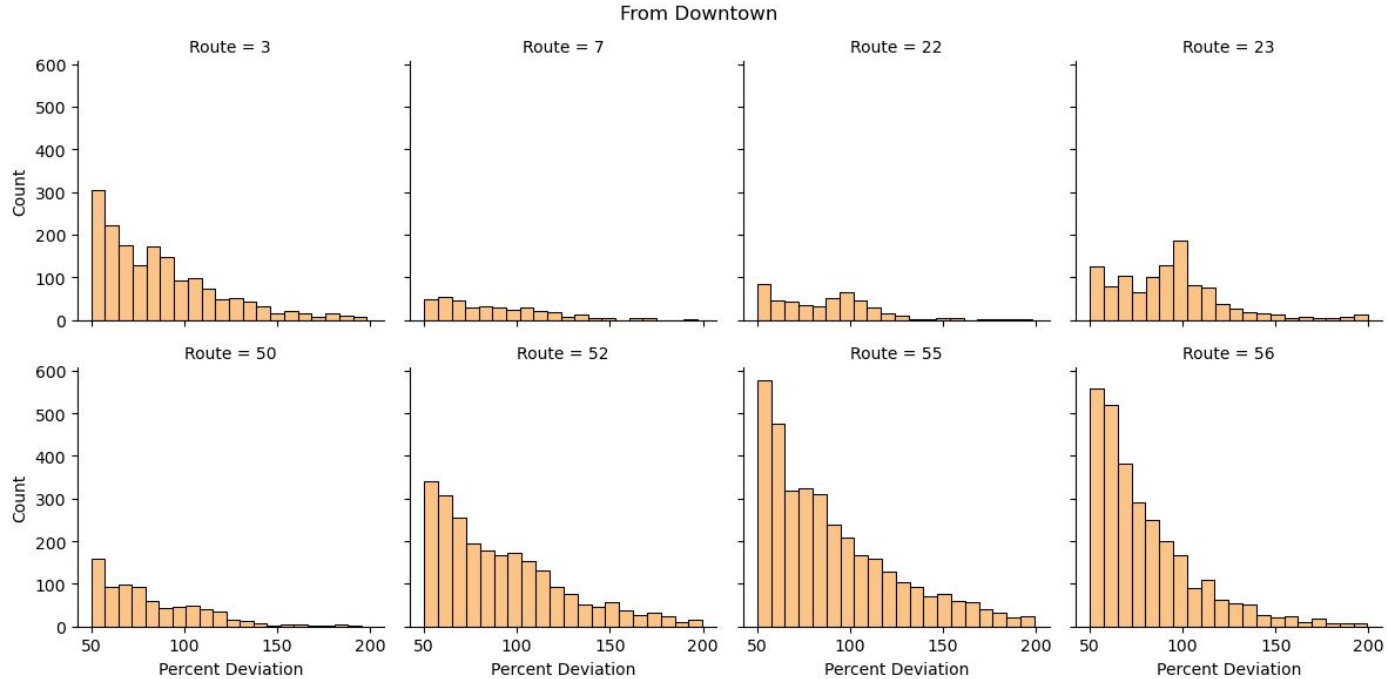 From Downtown
Route = 3
Route = 7
Route = 22
Route = 23
600
500
400
300
200
100
0
Count
Route = 50
Route = 52
Route = 55
Route = 56
600
500
400
300
200
100
0
Count
50 100 150 200
50 100 150 200
50 100 150 200
50 100 150 200
Percent Deviation
Percent Deviation
Percent Deviation
Percent Deviation